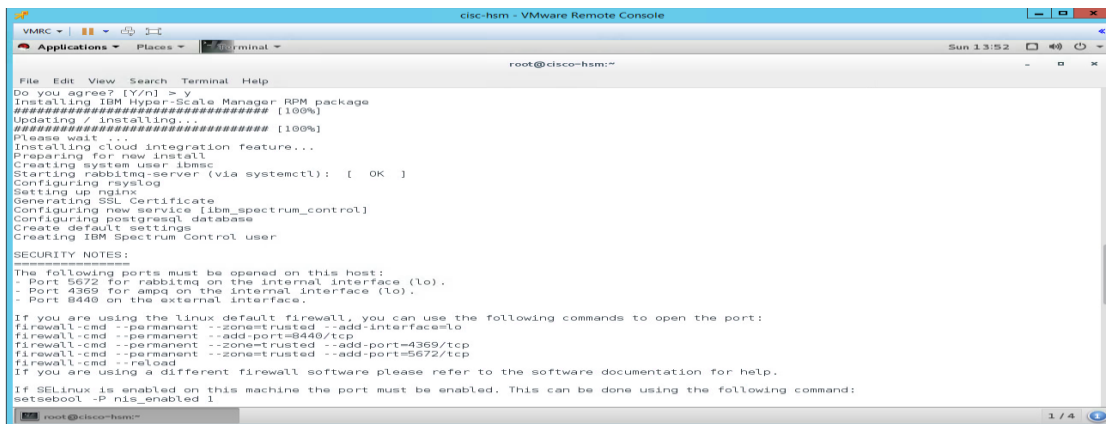 cisc-hsm - VMware Remote Console
VMRC
Applications Places Sun 13:52
root@cisco-hsm:~
File Edit View Search Terminal Help
Do you agree? [Y/n] > y
Installing IBM Hyper-Scale Manager RPM package
################################# [100%]
Updating / installing...
################################# [100%]
Please wait ...
Installing cloud integration feature...
Preparing for new install
Creating system user ibmsc
Starting rabbitmq-server (via systemctl): [ OK ]
Configuring rsyslog
Setting up nginx
Generating SSL Certificate
Configuring new service [ibm_spectrum_control]
Configuring postgresql database
Create default settings
Creating IBM Spectrum Control user
SECURITY NOTES:
===============
The following ports must be opened on this host:
- Port 5672 for rabbitmq on the internal interface (lo).
- Port 4369 for ampq on the internal interface (lo).
- Port 8440 on the external interface.
If you are using the linux default firewall, you can use the following commands to open the port:
firewall-cmd --permanent --zone=trusted --add-interface=lo
firewall-cmd --permanent --add-port=8440/tcp
firewall-cmd --permanent --zone=trusted --add-port=4369/tcp
firewall-cmd --permanent --zone=trusted --add-port=5672/tcp
firewall-cmd --reload
If you are using a different firewall software please refer to the software documentation for help.
If SELinux is enabled on this machine the port must be enabled. This can be done using the following command:
setsebool -P nis_enabled 1
root@cisco-hsm:~ 1 / 4